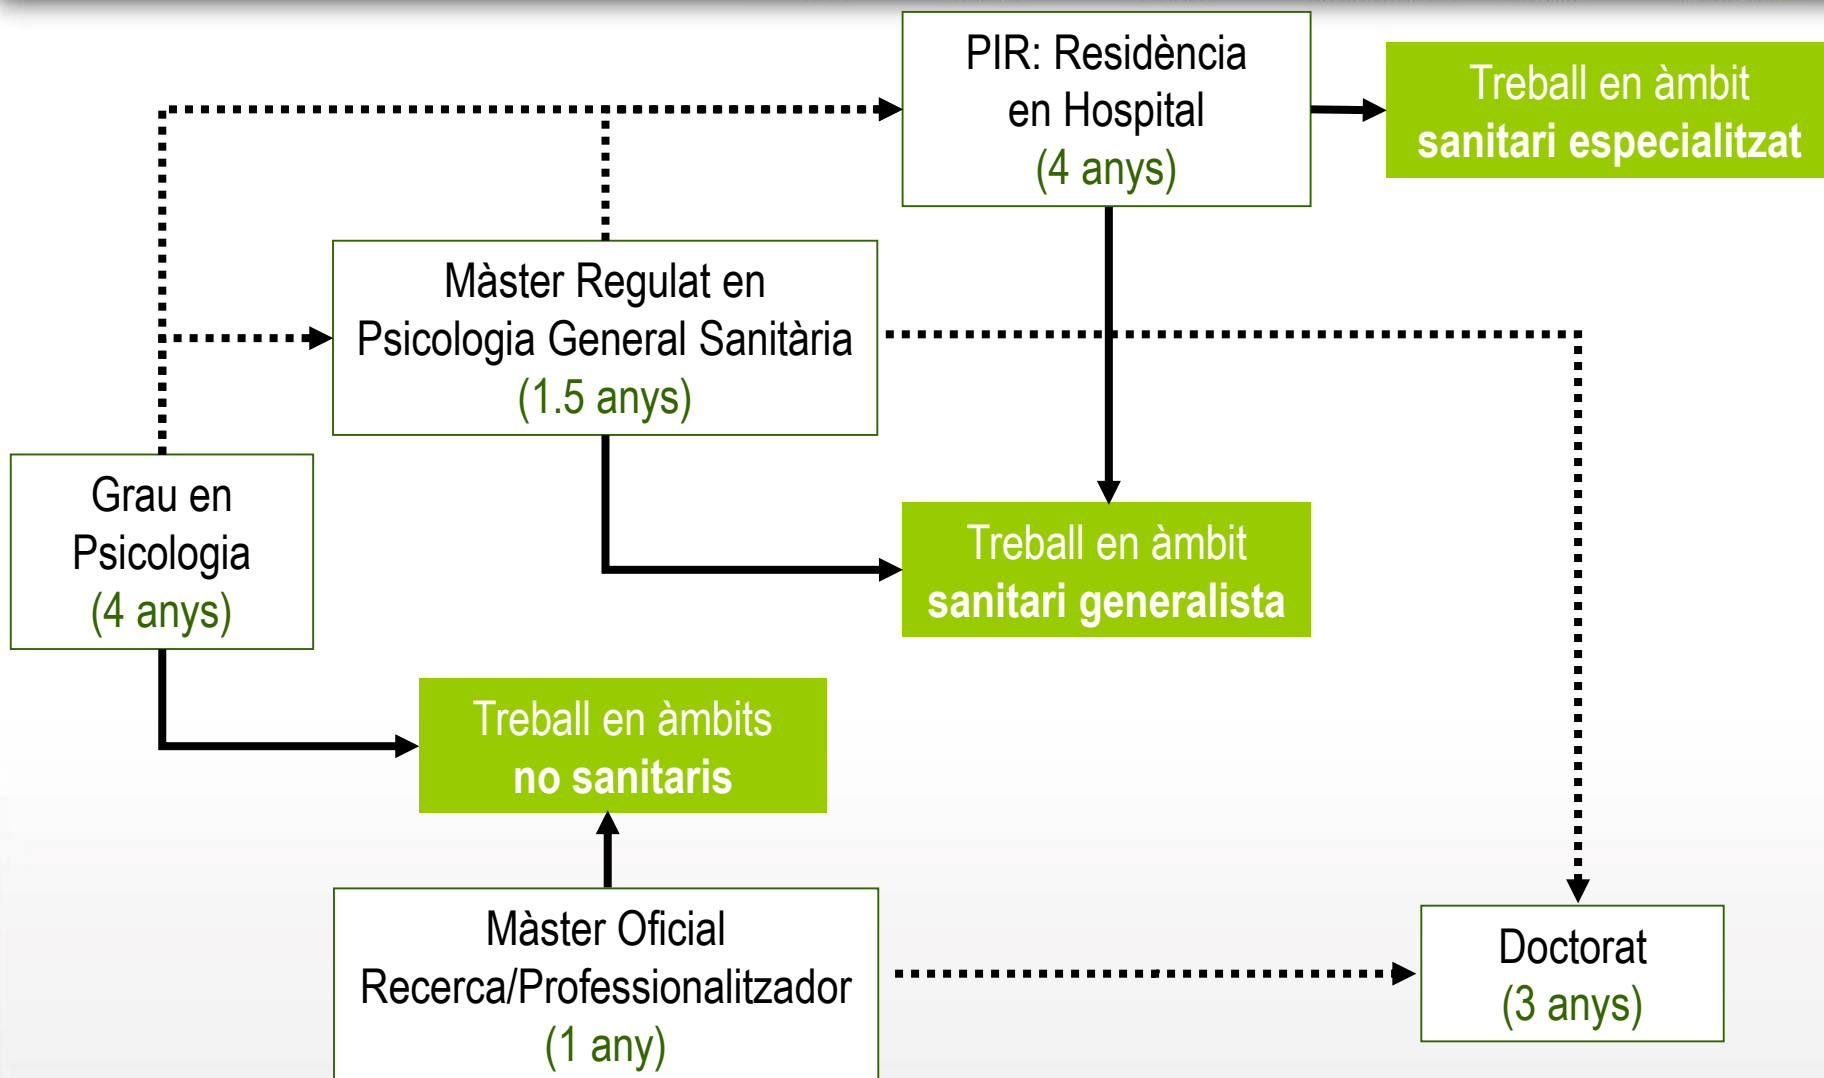 PIR: Residència
en Hospital
(4 anys)
Treball en àmbit
sanitari especialitzat
Màster Regulat en
Psicologia General Sanitària
(1.5 anys)
Grau en
Psicologia
(4 anys)
Treball en àmbit
sanitari generalista
Treball en àmbits
no sanitaris
Màster Oficial
Recerca/Professionalitzador
(1 any)
Doctorat
(3 anys)